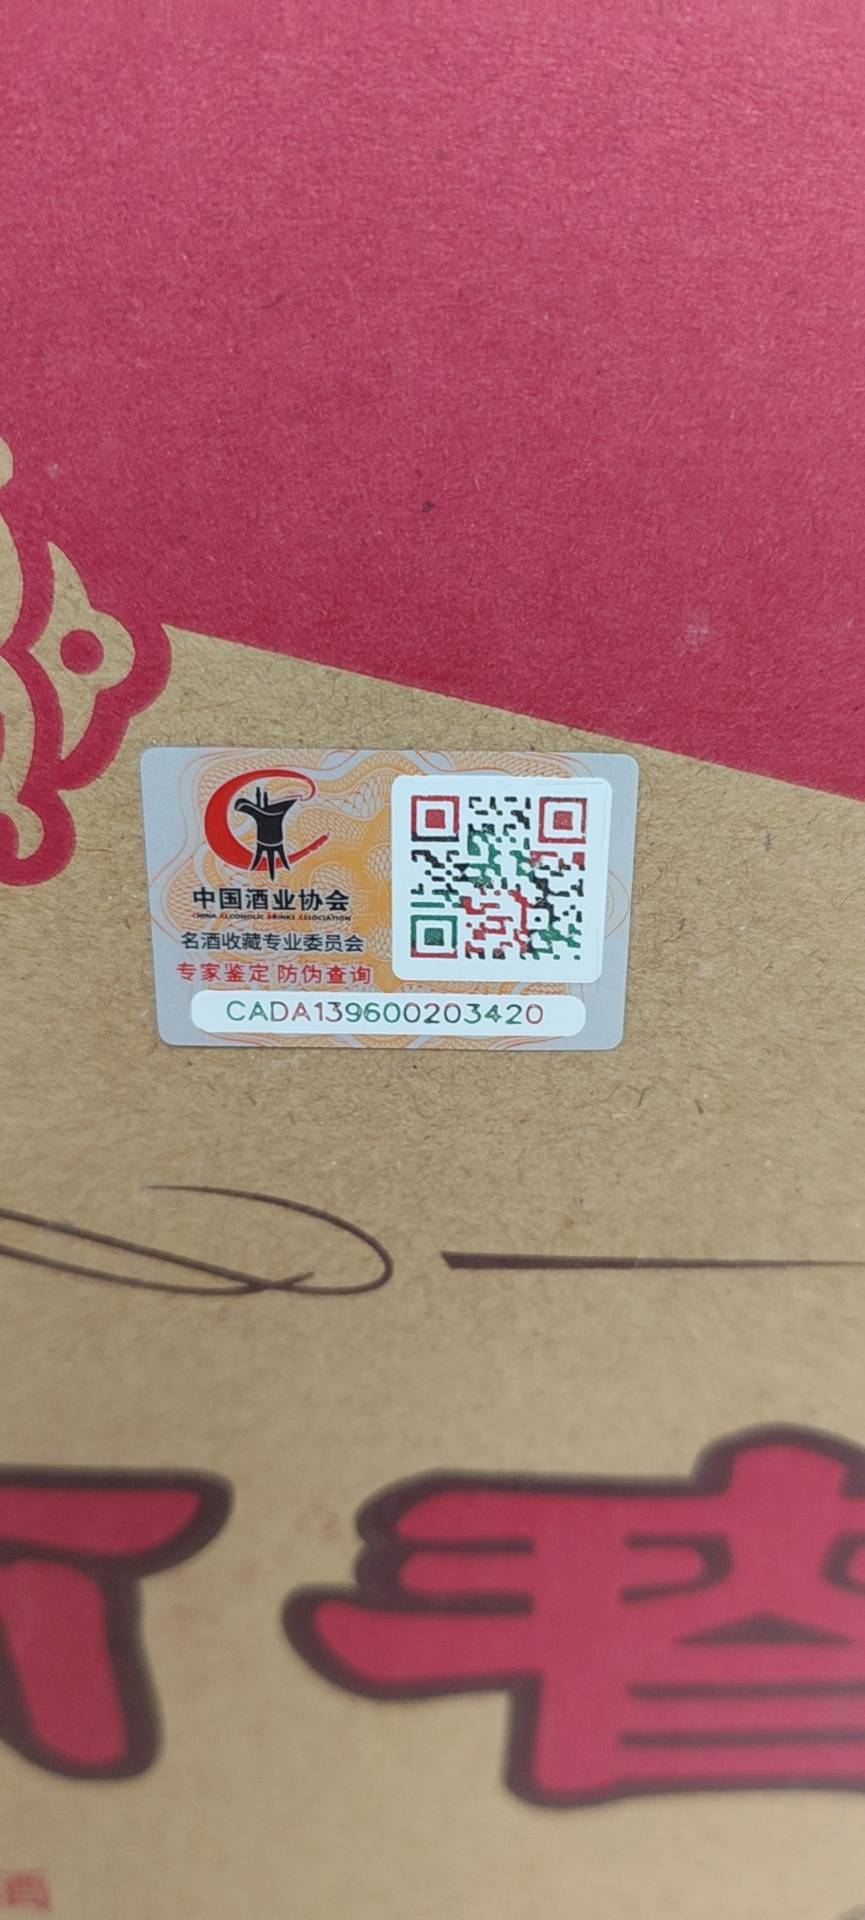 中国酒业协会
CHINA ALCOHOLIC DRINKS ASSOCIATION
名酒收藏专业委员会
专家鉴定 防伪查询
CADA139600203420